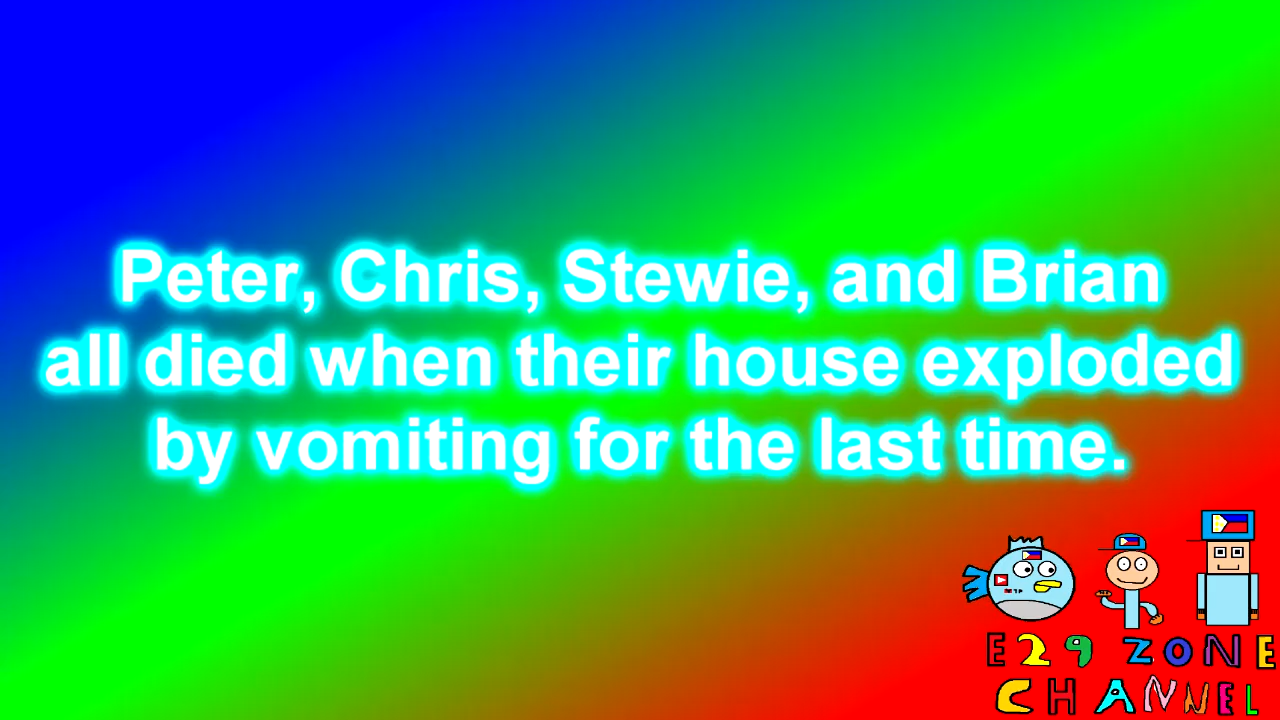 Peter, Chris, Stewie, and Brian
all died when their house exploded
by vomiting for the last time.
E29 ZONE
CHANNEL